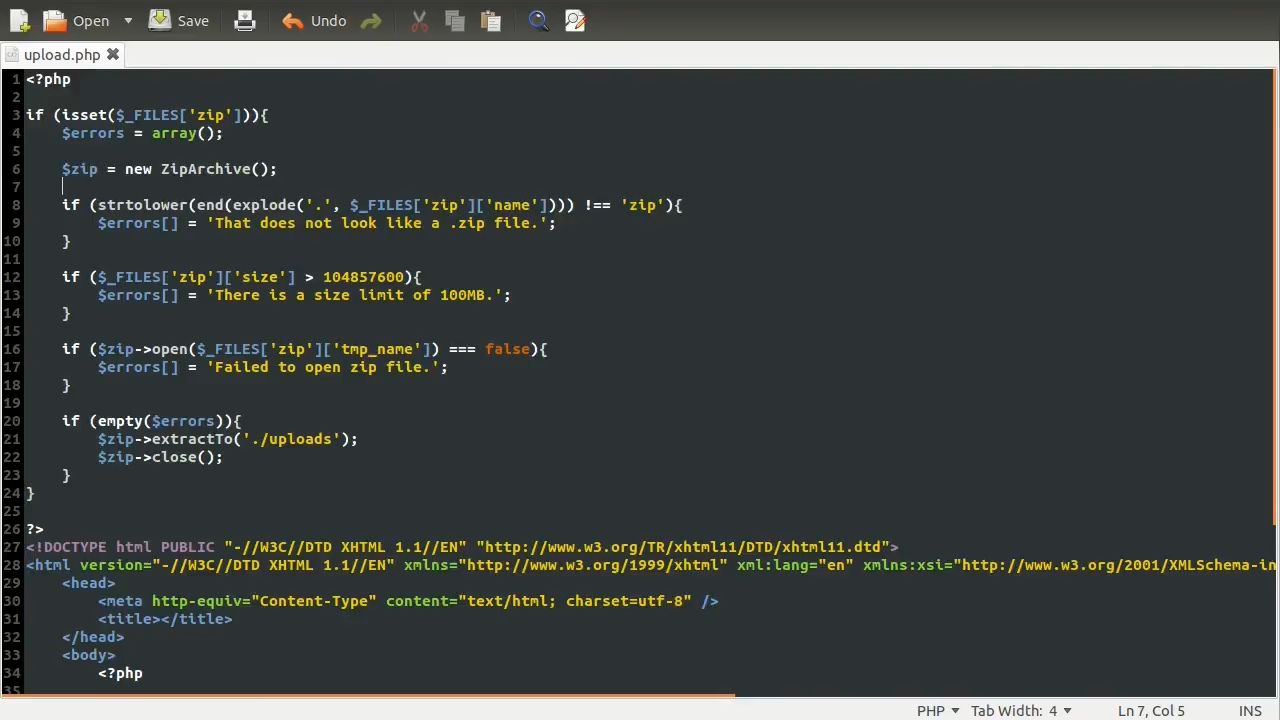 Open Save Undo
upload.php
1 <?php
2
3 if (isset($_FILES['zip'])){
4 $errors = array();
5
6 $zip = new ZipArchive();
7
8 if (strtolower(end(explode('.', $_FILES['zip']['name']))) !== 'zip'){
9 $errors[] = 'That does not look like a .zip file.';
10 }
11
12 if ($_FILES['zip']['size'] > 104857600){
13 $errors[] = 'There is a size limit of 100MB.';
14 }
15
16 if ($zip->open($_FILES['zip']['tmp_name']) === false){
17 $errors[] = 'Failed to open zip file.';
18 }
19
20 if (empty($errors)){
21 $zip->extractTo('./uploads');
22 $zip->close();
23 }
24 }
25
26 ?>
27 <!DOCTYPE html PUBLIC "-//W3C//DTD XHTML 1.1//EN" "http://www.w3.org/TR/xhtml11/DTD/xhtml11.dtd">
28 <html version="-//W3C//DTD XHTML 1.1//EN" xmlns="http://www.w3.org/1999/xhtml" xml:lang="en" xmlns:xsi="http://www.w3.org/2001/XMLSchema-in
29 <head>
30 <meta http-equiv="Content-Type" content="text/html; charset=utf-8" />
31 <title></title>
32 </head>
33 <body>
34 <?php
35
PHP Tab Width: 4 Ln 7, Col 5 INS